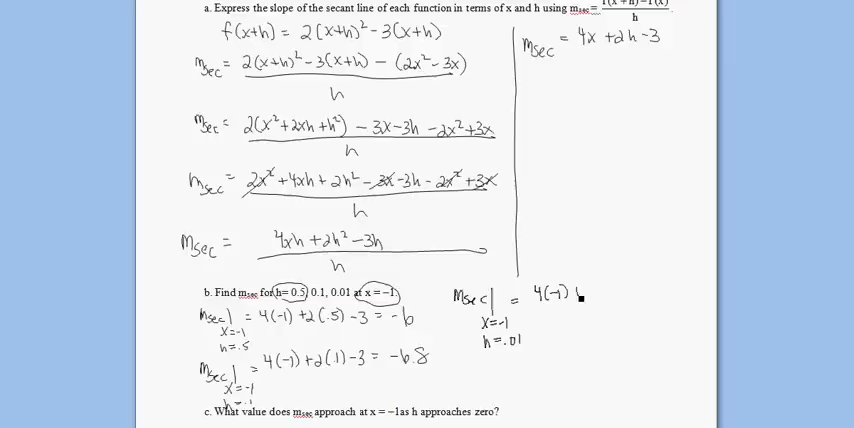 a. Express the slope of the secant line of each function in terms of x and h using msec= f(x + h) − f(x) / h .
f(x+h) = 2(x+h)² - 3(x+h)
msec = 2(x+h)² - 3(x+h) - (2x² - 3x) / h
msec = 2(x² + 2xh + h²) - 3x - 3h - 2x² + 3x / h
msec = 2x² + 4xh + 2h² - 3x - 3h - 2x² + 3x / h
msec = 4xh + 2h² - 3h / h
msec = 4x + 2h - 3
b. Find msec for h= 0.5, 0.1, 0.01 at x = −1.
msec| = 4(-1) + 2(.5) - 3 = -6
x=-1
h=.5
msec| = 4(-1) + 2(.1) - 3 = -6.8
x=-1
h=.1
msec| = 4(-1)
x=-1
h=.01
c. What value does msec approach at x = −1as h approaches zero?